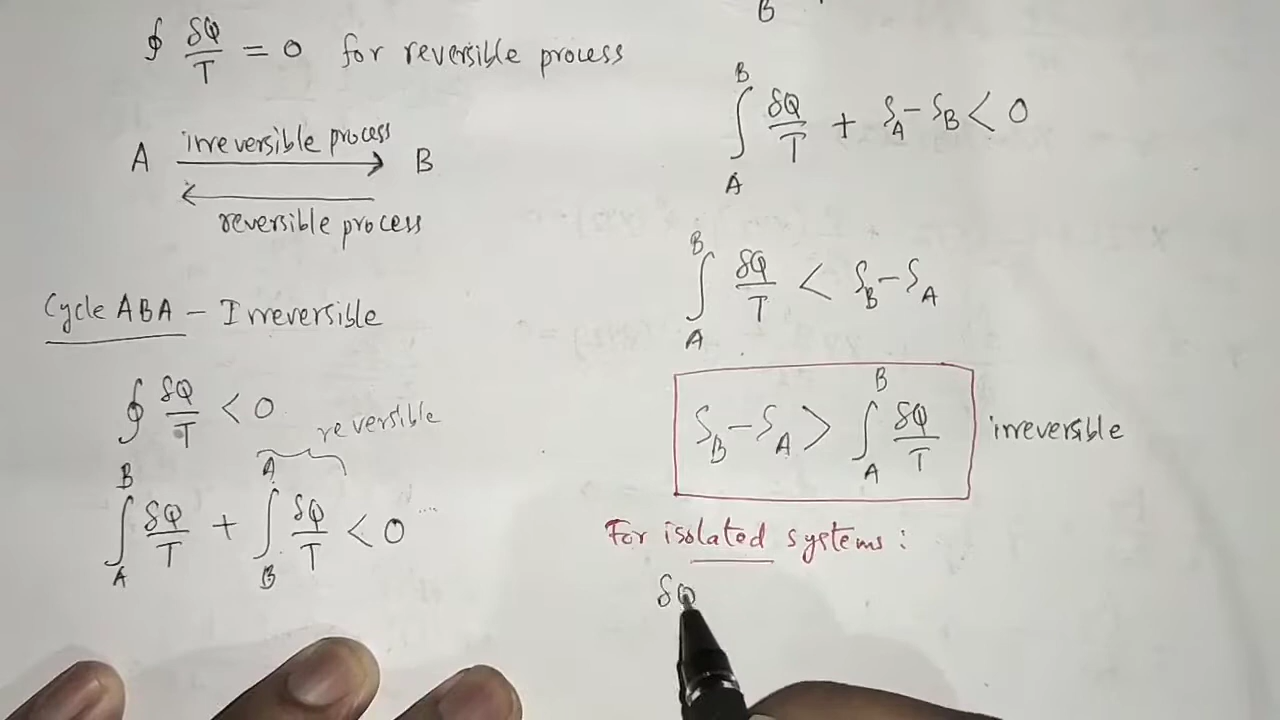 ∮ δQ/T = 0 for reversible process
A irreversible process → B
← reversible process
Cycle ABA – Irreversible
∮ δQ/T < 0
reversible
∫_A^B δQ/T + ∫_B^A δQ/T < 0 ....
B
∫_A^B δQ/T + S_A – S_B < 0
∫_A^B δQ/T < S_B – S_A
S_B – S_A > ∫_A^B δQ/T irreversible
For isolated systems :
δQ